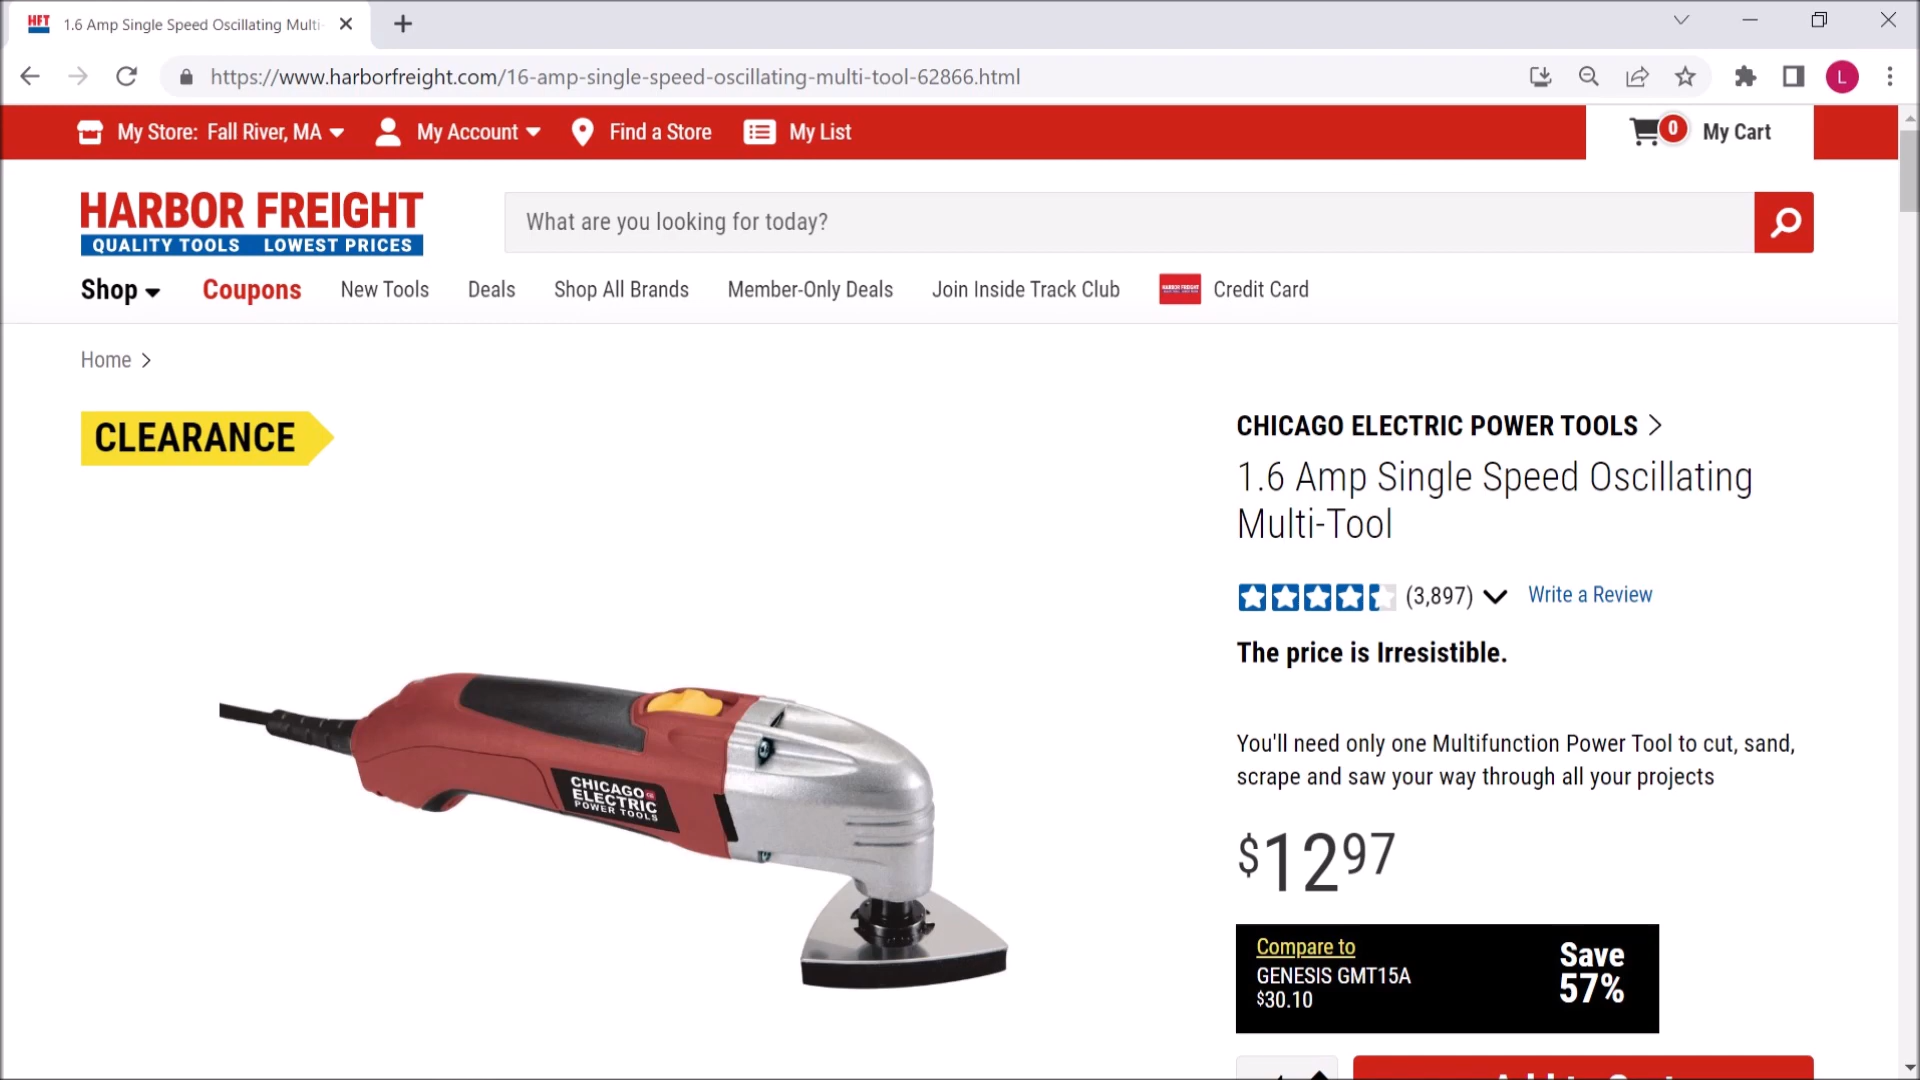 HFT 1.6 Amp Single Speed Oscillating Multi-
https://www.harborfreight.com/16-amp-single-speed-oscillating-multi-tool-62866.html
L
My Store: Fall River, MA My Account Find a Store My List 0 My Cart
HARBOR FREIGHT
QUALITY TOOLS LOWEST PRICES
What are you looking for today?
Shop Coupons New Tools Deals Shop All Brands Member-Only Deals Join Inside Track Club HARBOR FREIGHT Credit Card
Home
CLEARANCE
CHICAGO ELECTRIC POWER TOOLS
1.6 Amp Single Speed Oscillating
Multi-Tool
(3,897) Write a Review
The price is Irresistible.
You'll need only one Multifunction Power Tool to cut, sand,
scrape and saw your way through all your projects
$12 97
CHICAGO
ELECTRIC
POWER TOOLS
Compare to
GENESIS GMT15A
$30.10
Save
57%